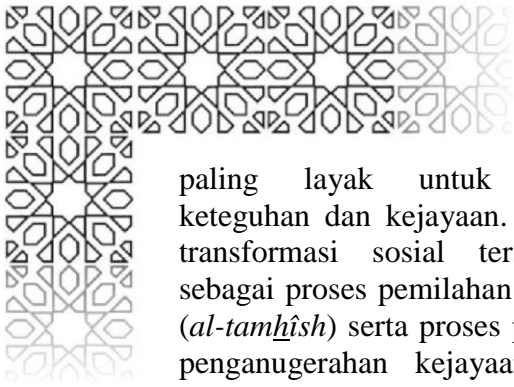 paling layak untuk
keteguhan dan kejayaan.
transformasi sosial ter
sebagai proses pemilahan
(al-tamhîsh) serta proses
penganugerahan kejayaa